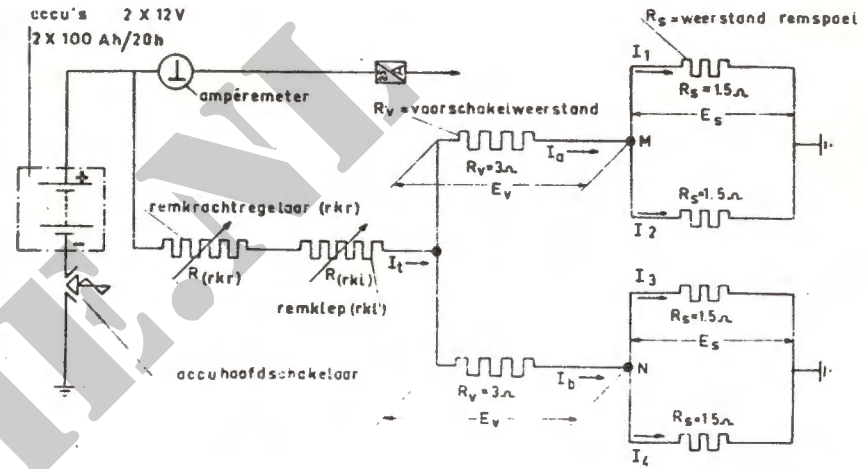 accu's 2 X 12V
2 X 100 Ah/20h
ampèremeter
Rs = weerstand remspoel
Rv = voorschakelweerstand
I1
Rs = 1.5Ω
Es
M
Rv = 3Ω
Ia
Ev
Rs = 1.5Ω
I2
+
-
remkrachtregelaar (rkr)
R(rkr)
R(rkl)
It
remklep (rkl)
I3
Rs = 1.5Ω
Es
accuhoofdschakelaar
Rv = 3Ω
Ib
N
Ev
Rs = 1.5Ω
I4